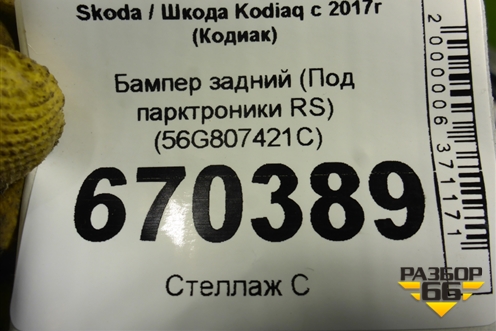 Skoda / Шкода Kodiaq с 2017г
(Кодиак)
Бампер задний (Под
парктроники RS)
(56G807421C)
670389
Стеллаж С
2000006371171
РАЗБОР
66